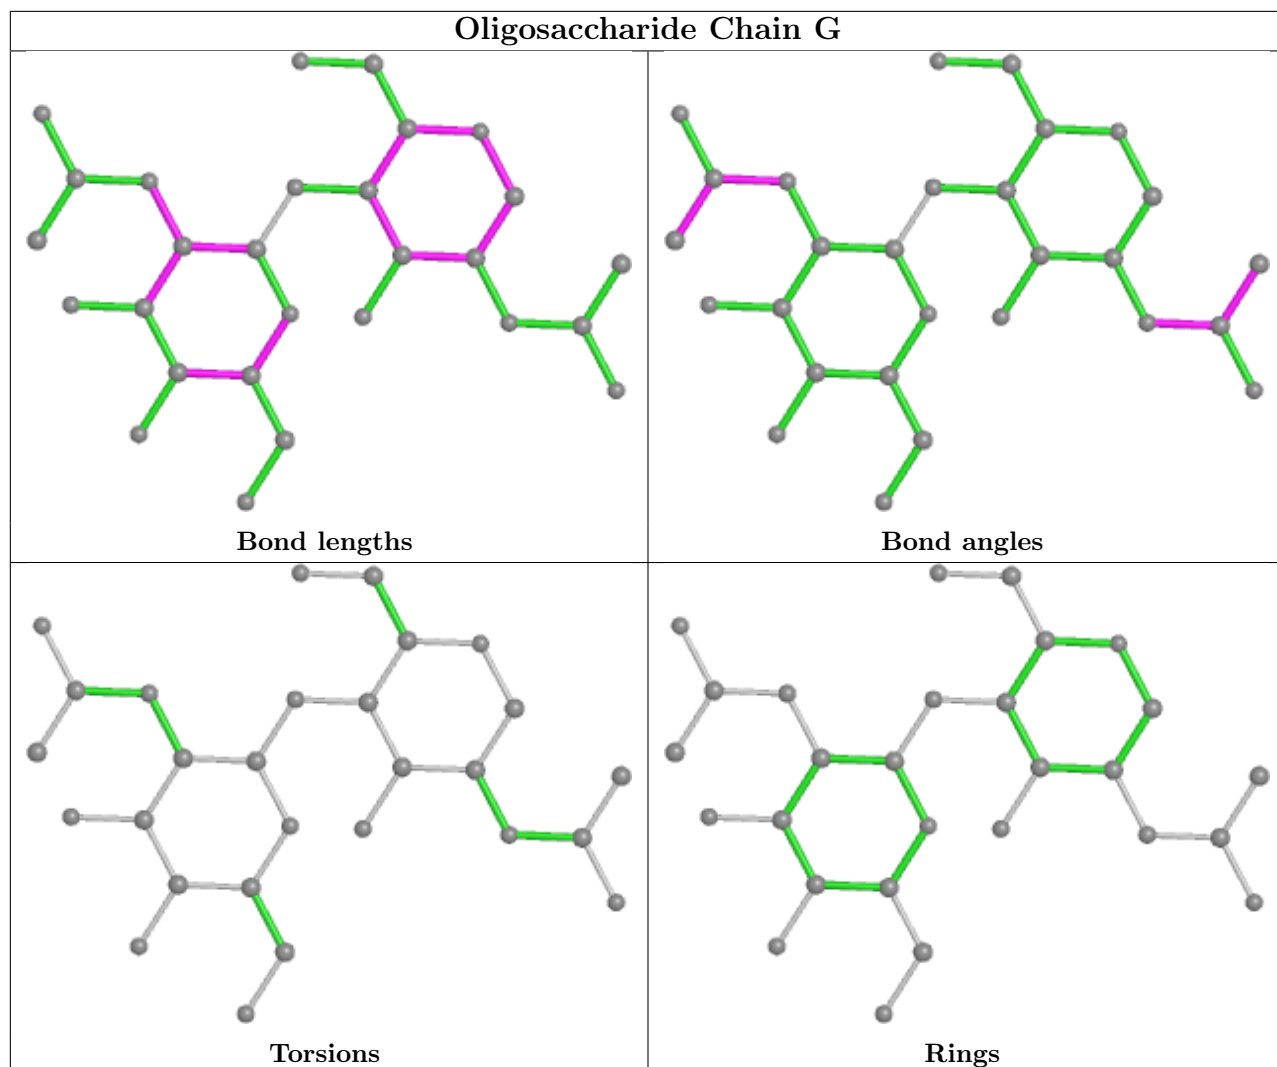 Oligosaccharide Chain G
Bond lengths
Bond angles
Torsions
Rings